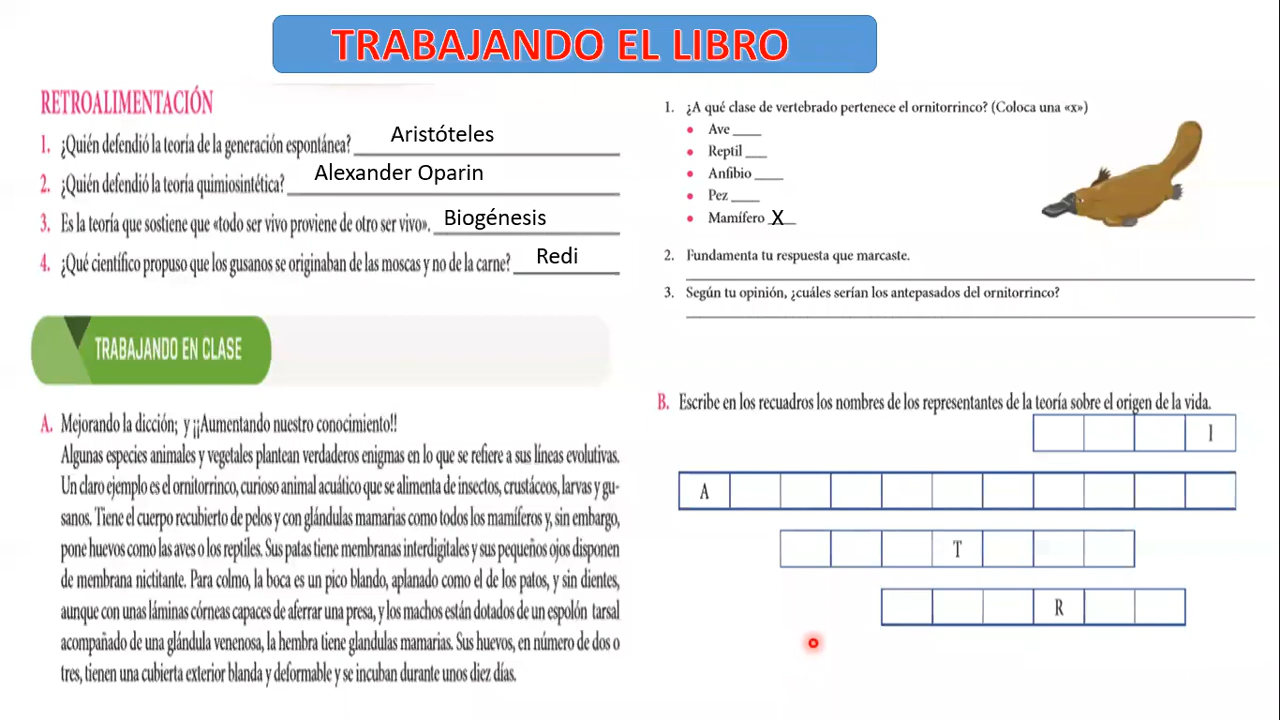 TRABAJANDO EL LIBRO
RETROALIMENTACIÓN
1. ¿Quién defendió la teoría de la generación espontánea? Aristóteles
2. ¿Quién defendió la teoría quimiosintética? Alexander Oparin
3. Es la teoría que sostiene que «todo ser vivo proviene de otro ser vivo». Biogénesis
4. ¿Qué científico propuso que los gusanos se originaban de las moscas y no de la carne? Redi
TRABAJANDO EN CLASE
A. Mejorando la dicción; y ¡¡Aumentando nuestro conocimiento!!
Algunas especies animales y vegetales plantean verdaderos enigmas en lo que se refiere a sus líneas evolutivas.
Un claro ejemplo es el ornitorrinco, curioso animal acuático que se alimenta de insectos, crustáceos, larvas y gu-
sanos. Tiene el cuerpo recubierto de pelos y con glándulas mamarias como todos los mamíferos y, sin embargo,
pone huevos como las aves o los reptiles. Sus patas tiene membranas interdigitales y sus pequeños ojos disponen
de membrana nictitante. Para colmo, la boca es un pico blando, aplanado como el de los patos, y sin dientes,
aunque con unas láminas córneas capaces de aferrar una presa, y los machos están dotados de un espolón tarsal
acompañado de una glándula venenosa, la hembra tiene glandulas mamarias. Sus huevos, en número de dos o
tres, tienen una cubierta exterior blanda y deformable y se incuban durante unos diez días.
1. ¿A qué clase de vertebrado pertenece el ornitorrinco? (Coloca una «x»)
• Ave ____
• Reptil ___
• Anfibio ____
• Pez ____
• Mamífero X
2. Fundamenta tu respuesta que marcaste.
3. Según tu opinión, ¿cuáles serían los antepasados del ornitorrinco?
B. Escribe en los recuadros los nombres de los representantes de la teoría sobre el origen de la vida.
I
A
T
R